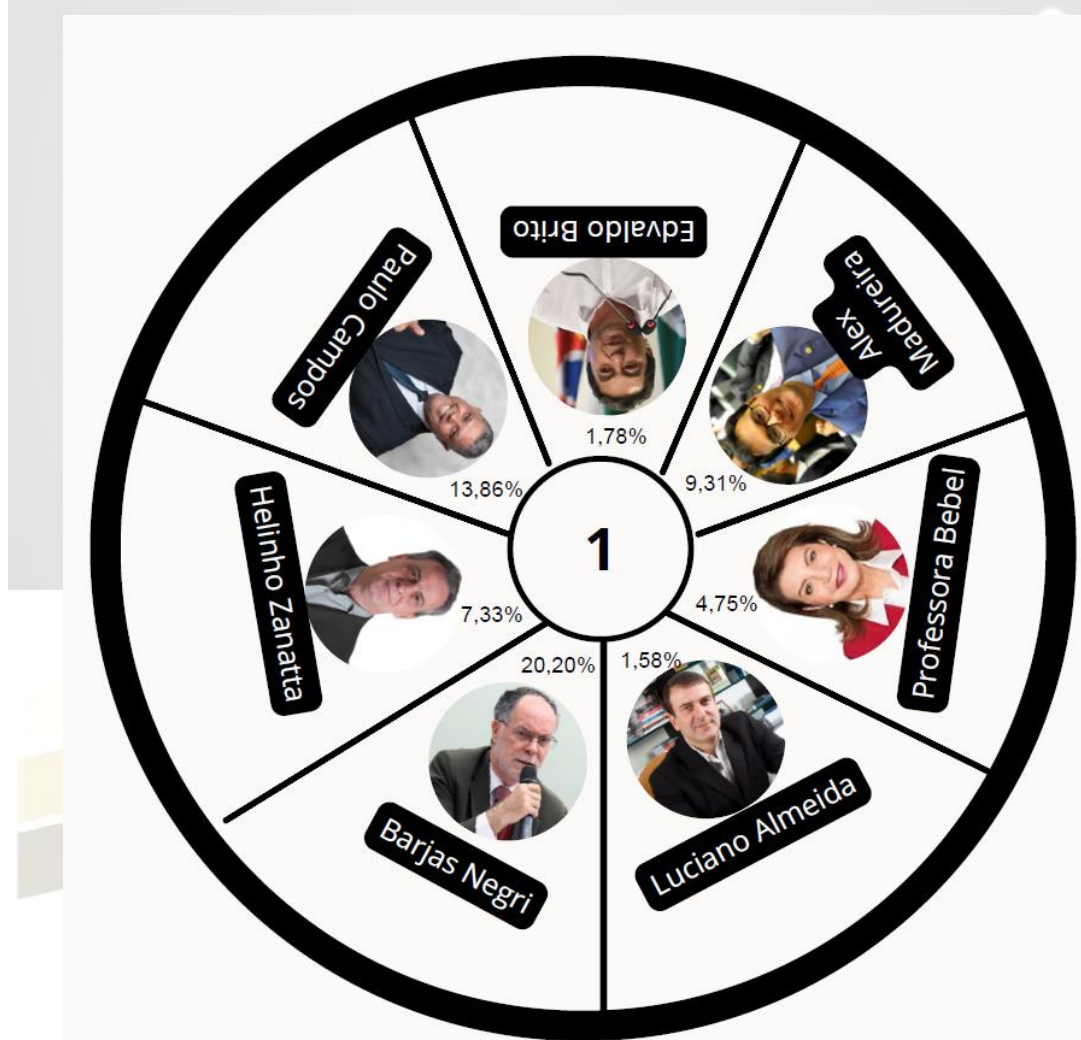 Edvaldo Brito
1,78%
Alex
Madureira
9,31%
Professora Bebel
4,75%
Luciano Almeida
1,58%
Barjas Negri
20,20%
Helinho Zanatta
7,33%
Paulo Campos
13,86%
1